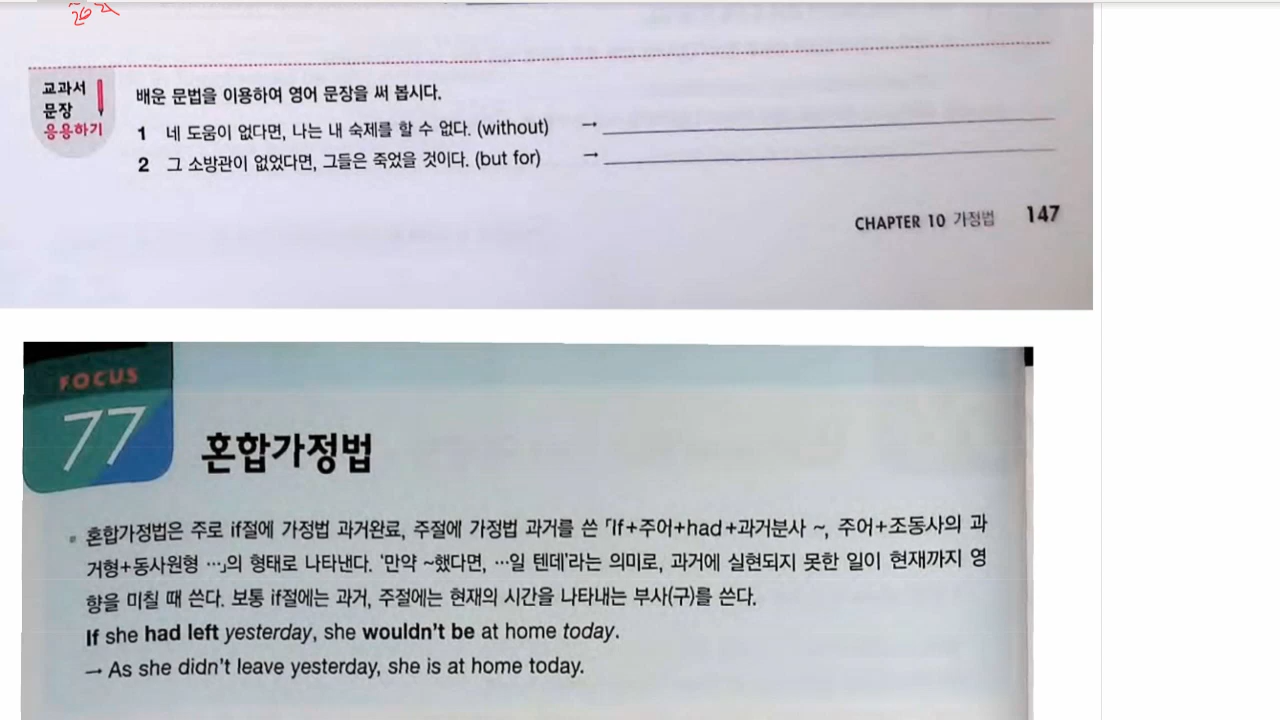 교과서
문장
응용하기
배운 문법을 이용하여 영어 문장을 써 봅시다.
1 네 도움이 없다면, 나는 내 숙제를 할 수 없다. (without) →
2 그 소방관이 없었다면, 그들은 죽었을 것이다. (but for) →
CHAPTER 10 가정법 147
FOCUS
77
혼합가정법
혼합가정법은 주로 if절에 가정법 과거완료, 주절에 가정법 과거를 쓴 「If+주어+had+과거분사 ~, 주어+조동사의 과
거형+동사원형 …」의 형태로 나타낸다. ‘만약 ~했다면, …일 텐데’라는 의미로, 과거에 실현되지 못한 일이 현재까지 영
향을 미칠 때 쓴다. 보통 if절에는 과거, 주절에는 현재의 시간을 나타내는 부사(구)를 쓴다.
If she had left yesterday, she wouldn't be at home today.
→ As she didn't leave yesterday, she is at home today.